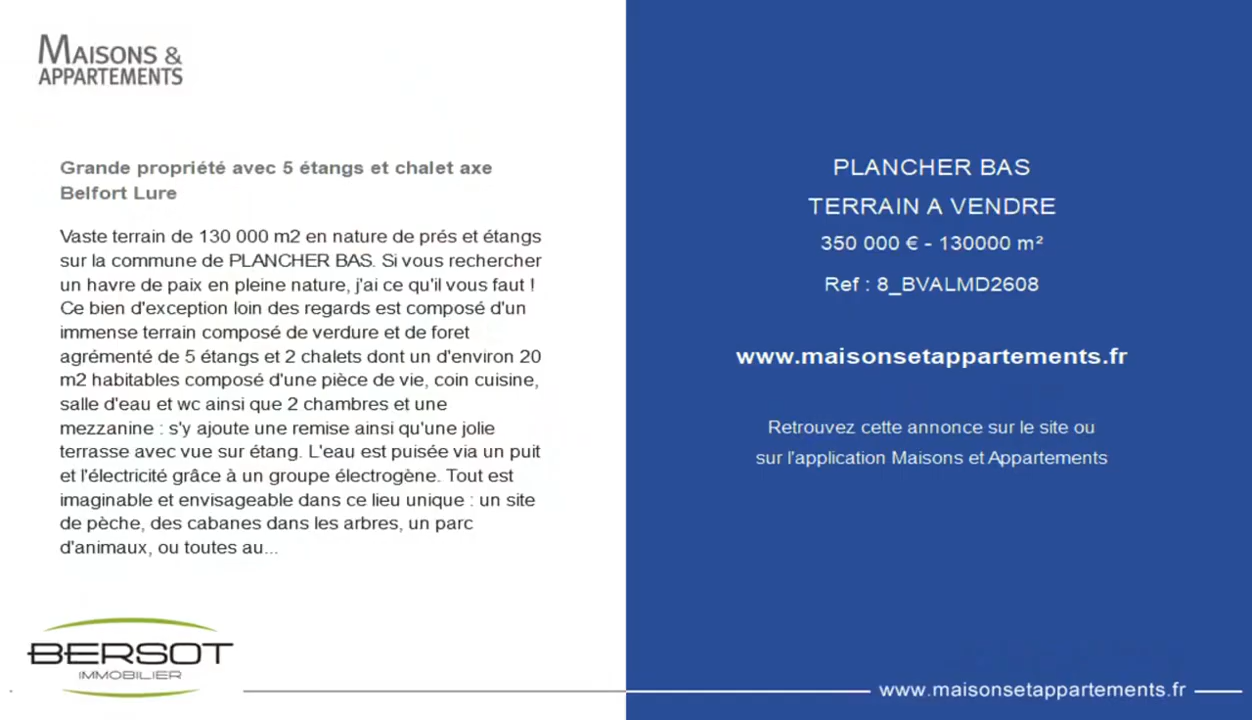 MAISONS &
APPARTEMENTS
Grande propriété avec 5 étangs et chalet axe
Belfort Lure
Vaste terrain de 130 000 m2 en nature de prés et étangs
sur la commune de PLANCHER BAS. Si vous rechercher
un havre de paix en pleine nature, j'ai ce qu'il vous faut !
Ce bien d'exception loin des regards est composé d'un
immense terrain composé de verdure et de foret
agrémenté de 5 étangs et 2 chalets dont un d'environ 20
m2 habitables composé d'une pièce de vie, coin cuisine,
salle d'eau et wc ainsi que 2 chambres et une
mezzanine : s'y ajoute une remise ainsi qu'une jolie
terrasse avec vue sur étang. L'eau est puisée via un puit
et l'électricité grâce à un groupe électrogène. Tout est
imaginable et envisageable dans ce lieu unique : un site
de pèche, des cabanes dans les arbres, un parc
d'animaux, ou toutes au...
BERSOT
IMMOBILIER
PLANCHER BAS
TERRAIN A VENDRE
350 000 € - 130000 m²
Ref : 8_BVALMD2608
www.maisonsetappartements.fr
Retrouvez cette annonce sur le site ou
sur l'application Maisons et Appartements
www.maisonsetappartements.fr